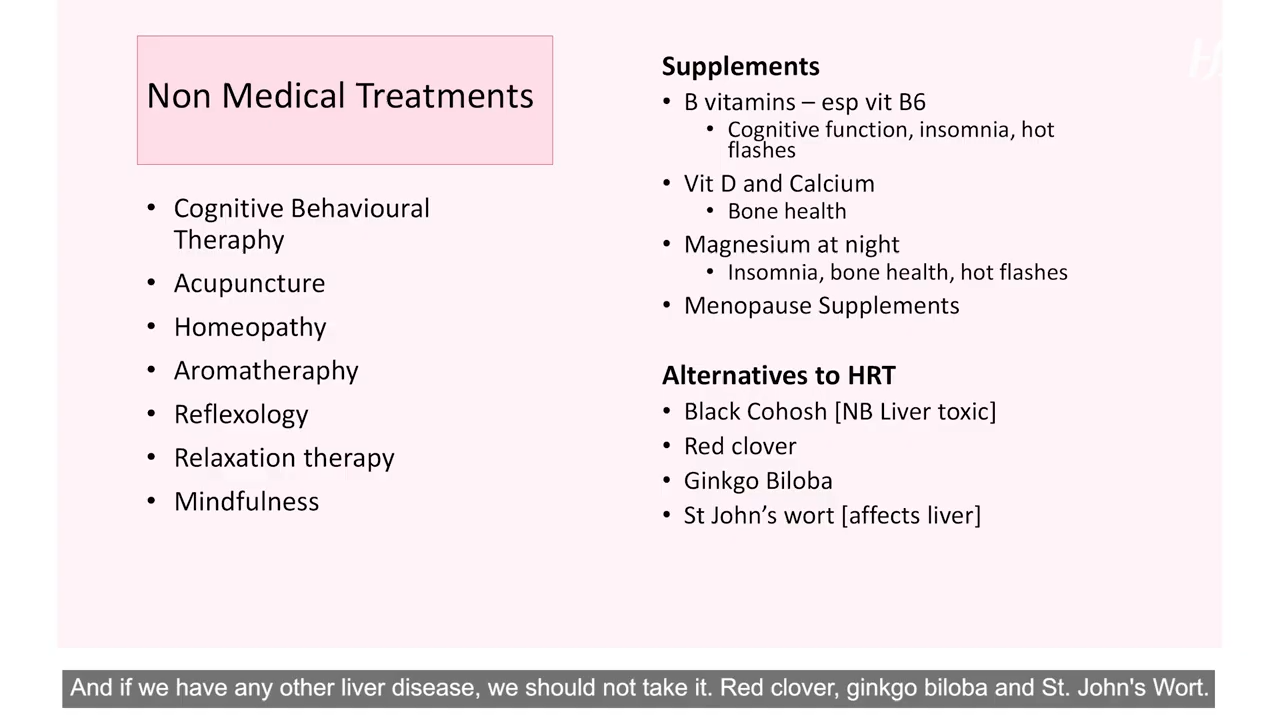 Non Medical Treatments
• Cognitive Behavioural
Theraphy
• Acupuncture
• Homeopathy
• Aromatheraphy
• Reflexology
• Relaxation therapy
• Mindfulness
Supplements
• B vitamins – esp vit B6
• Cognitive function, insomnia, hot
flashes
• Vit D and Calcium
• Bone health
• Magnesium at night
• Insomnia, bone health, hot flashes
• Menopause Supplements
Alternatives to HRT
• Black Cohosh [NB Liver toxic]
• Red clover
• Ginkgo Biloba
• St John’s wort [affects liver]
And if we have any other liver disease, we should not take it. Red clover, ginkgo biloba and St. John's Wort.